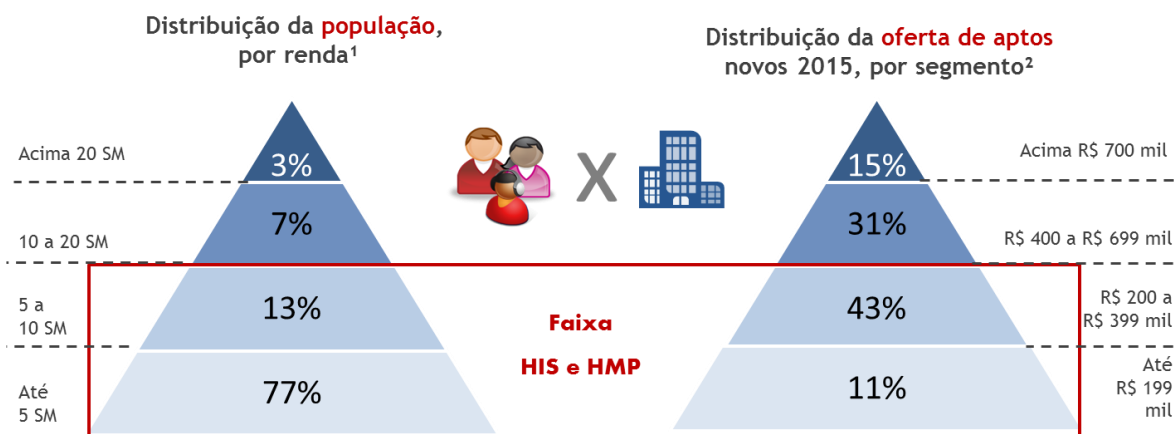 Distribuição da população,
por renda¹
Distribuição da oferta de aptos
novos 2015, por segmento²
Acima 20 SM
3%
10 a 20 SM
7%
5 a
10 SM
13%
Até
5 SM
77%
X
Faixa
HIS e HMP
15%
Acima R$ 700 mil
31%
R$ 400 a R$ 699 mil
43%
R$ 200 a
R$ 399 mil
11%
Até
R$ 199
mil